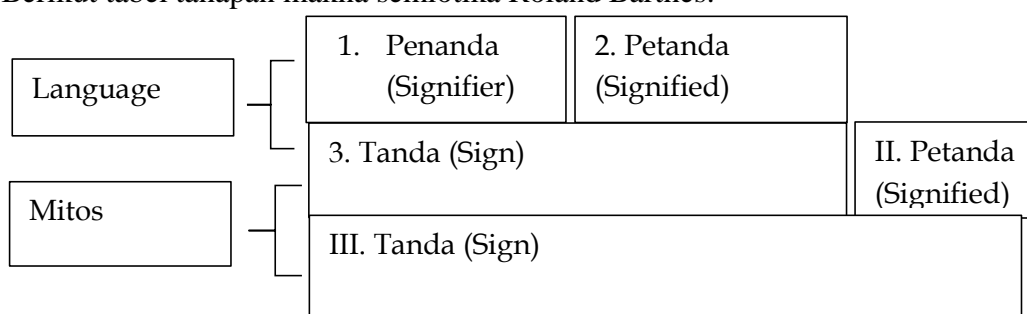 Berikut tabel tahapan makna semiotika Roland Barthes:
1. Penanda
(Signifier)
2. Petanda
(Signified)
Language
3. Tanda (Sign)
II. Petanda
(Signified)
Mitos
III. Tanda (Sign)